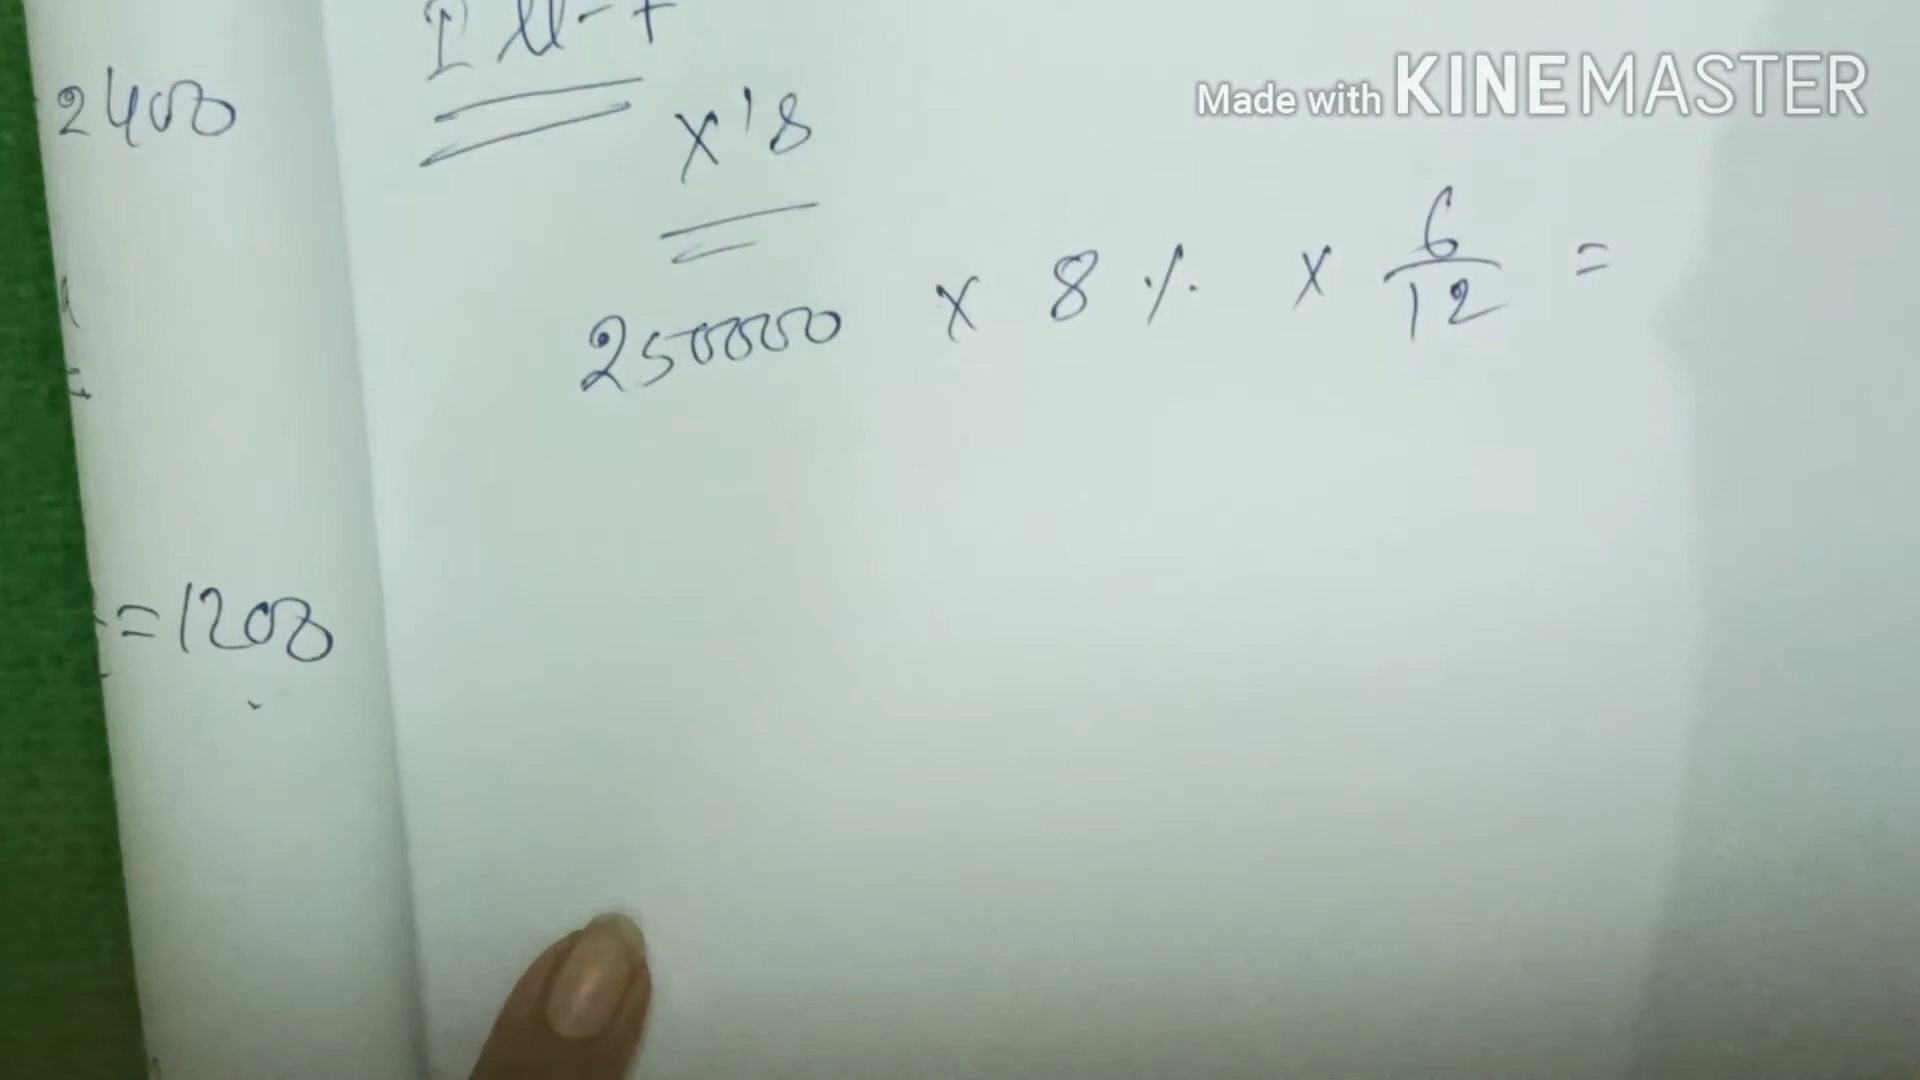 2400
Made with KINEMASTER
X'8
250000 X 8 % X 6/12 =
= 1200